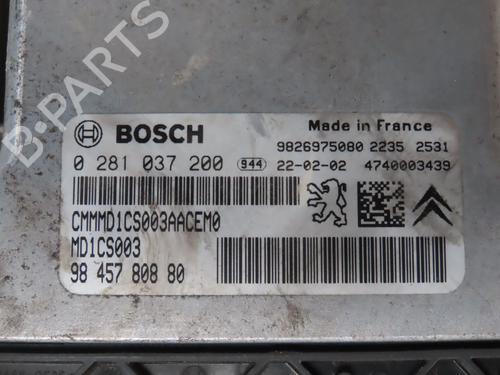 B-PARTS
BOSCH
Made in France
9826975080 2235 2531
0 281 037 200 944 22-02-02 4740003439
CMMMD1CS003AACEM0
MD1CS003
98 457 808 80